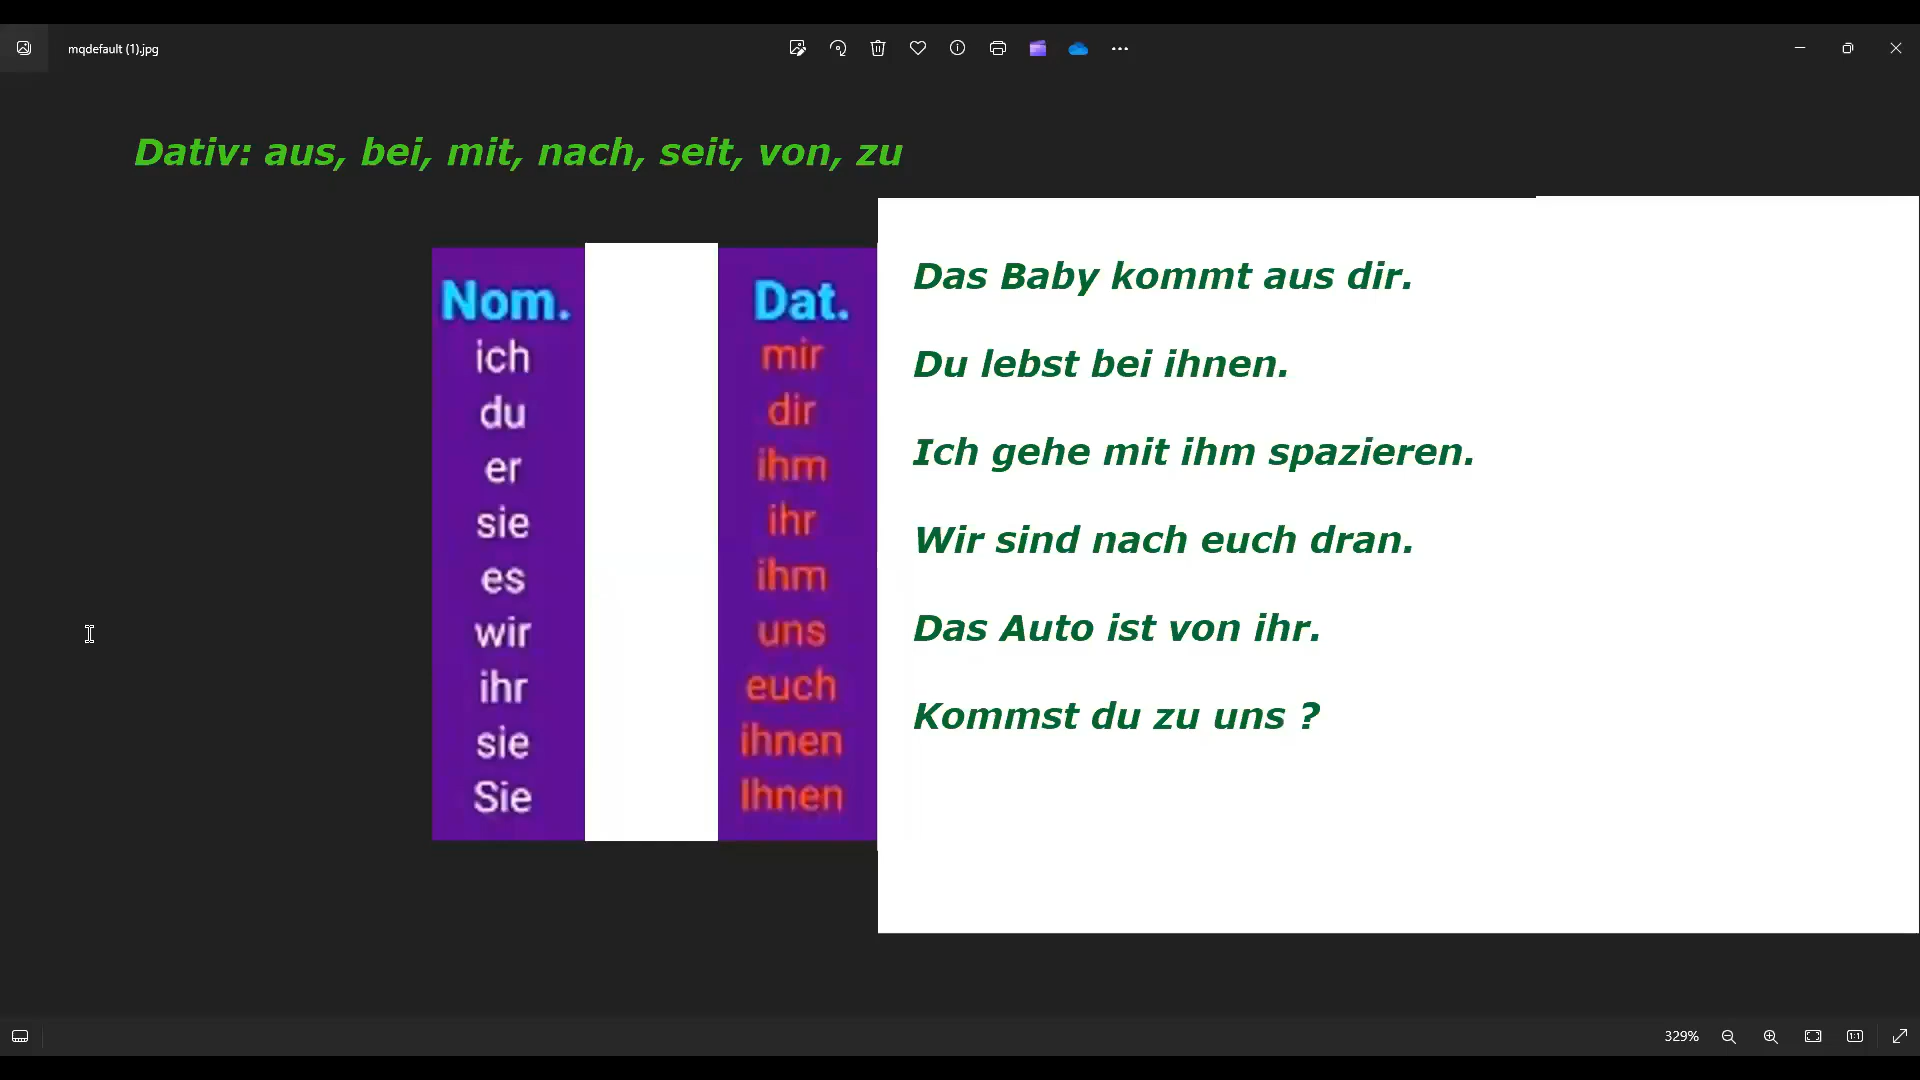 mqdefault (1).jpg
Dativ: aus, bei, mit, nach, seit, von, zu
Nom. Dat.
ich mir
du dir
er ihm
sie ihr
es ihm
wir uns
ihr euch
sie ihnen
Sie Ihnen
Das Baby kommt aus dir.
Du lebst bei ihnen.
Ich gehe mit ihm spazieren.
Wir sind nach euch dran.
Das Auto ist von ihr.
Kommst du zu uns ?
329%
1:1